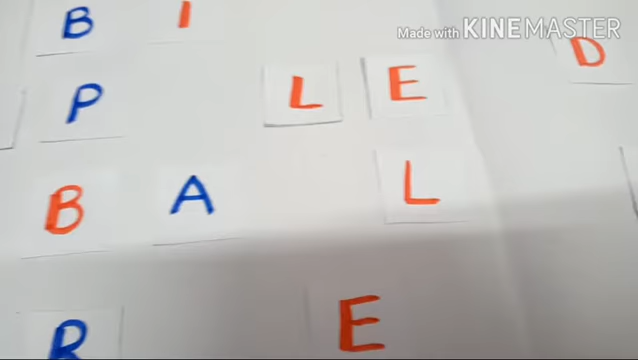 Made with KINEMASTER
B I
D
P L E
B A L
R E